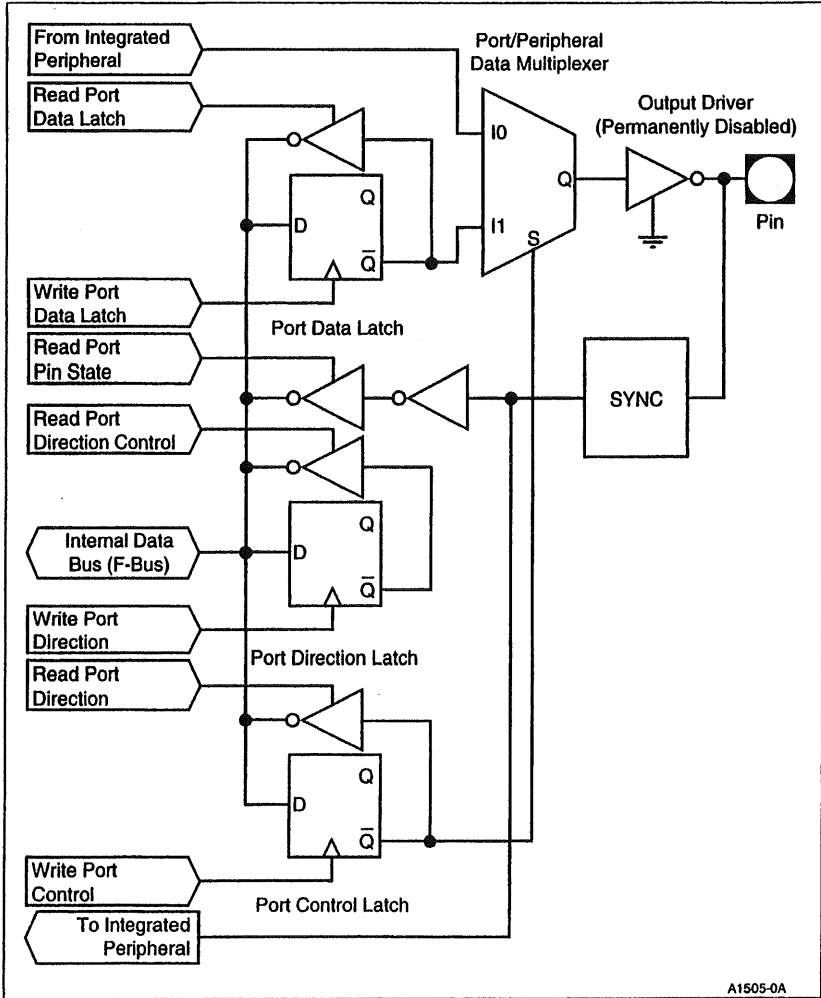 From Integrated
Peripheral
Port/Peripheral
Data Multiplexer
Read Port
Data Latch
Output Driver
(Permanently Disabled)
I0
Q
Q
D
I1
S
Q̅
Pin
Write Port
Data Latch
Port Data Latch
Read Port
Pin State
SYNC
Read Port
Direction Control
Q
Internal Data
Bus (F-Bus)
D
Q̅
Write Port
Direction
Port Direction Latch
Read Port
Direction
Q
D
Q̅
Write Port
Control
Port Control Latch
To Integrated
Peripheral
A1505-0A